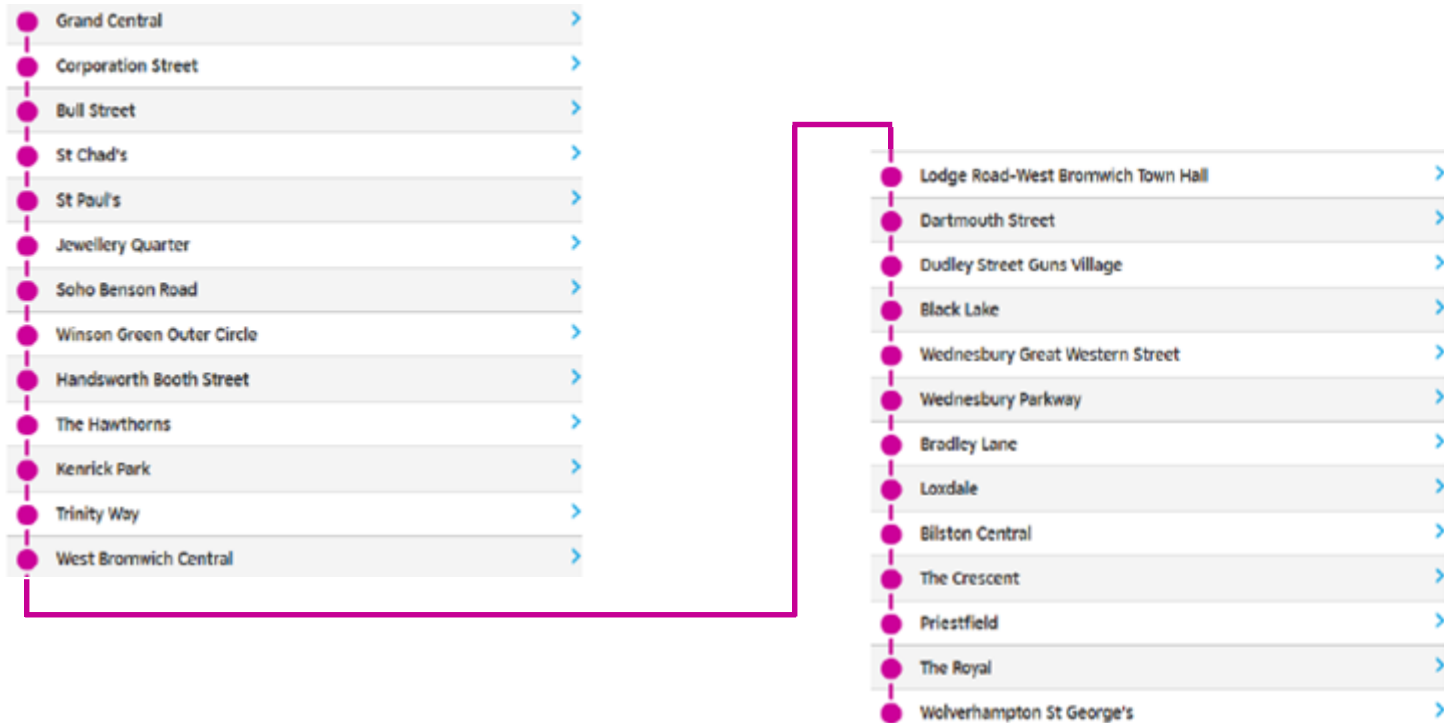 Grand Central
Corporation Street
Bull Street
St Chad's
St Paul's
Jewellery Quarter
Soho Benson Road
Winson Green Outer Circle
Handsworth Booth Street
The Hawthorns
Kenrick Park
Trinity Way
West Bromwich Central
Lodge Road-West Bromwich Town Hall
Dartmouth Street
Dudley Street Guns Village
Black Lake
Wednesbury Great Western Street
Wednesbury Parkway
Bradley Lane
Loxdale
Bilston Central
The Crescent
Priestfield
The Royal
Wolverhampton St George's